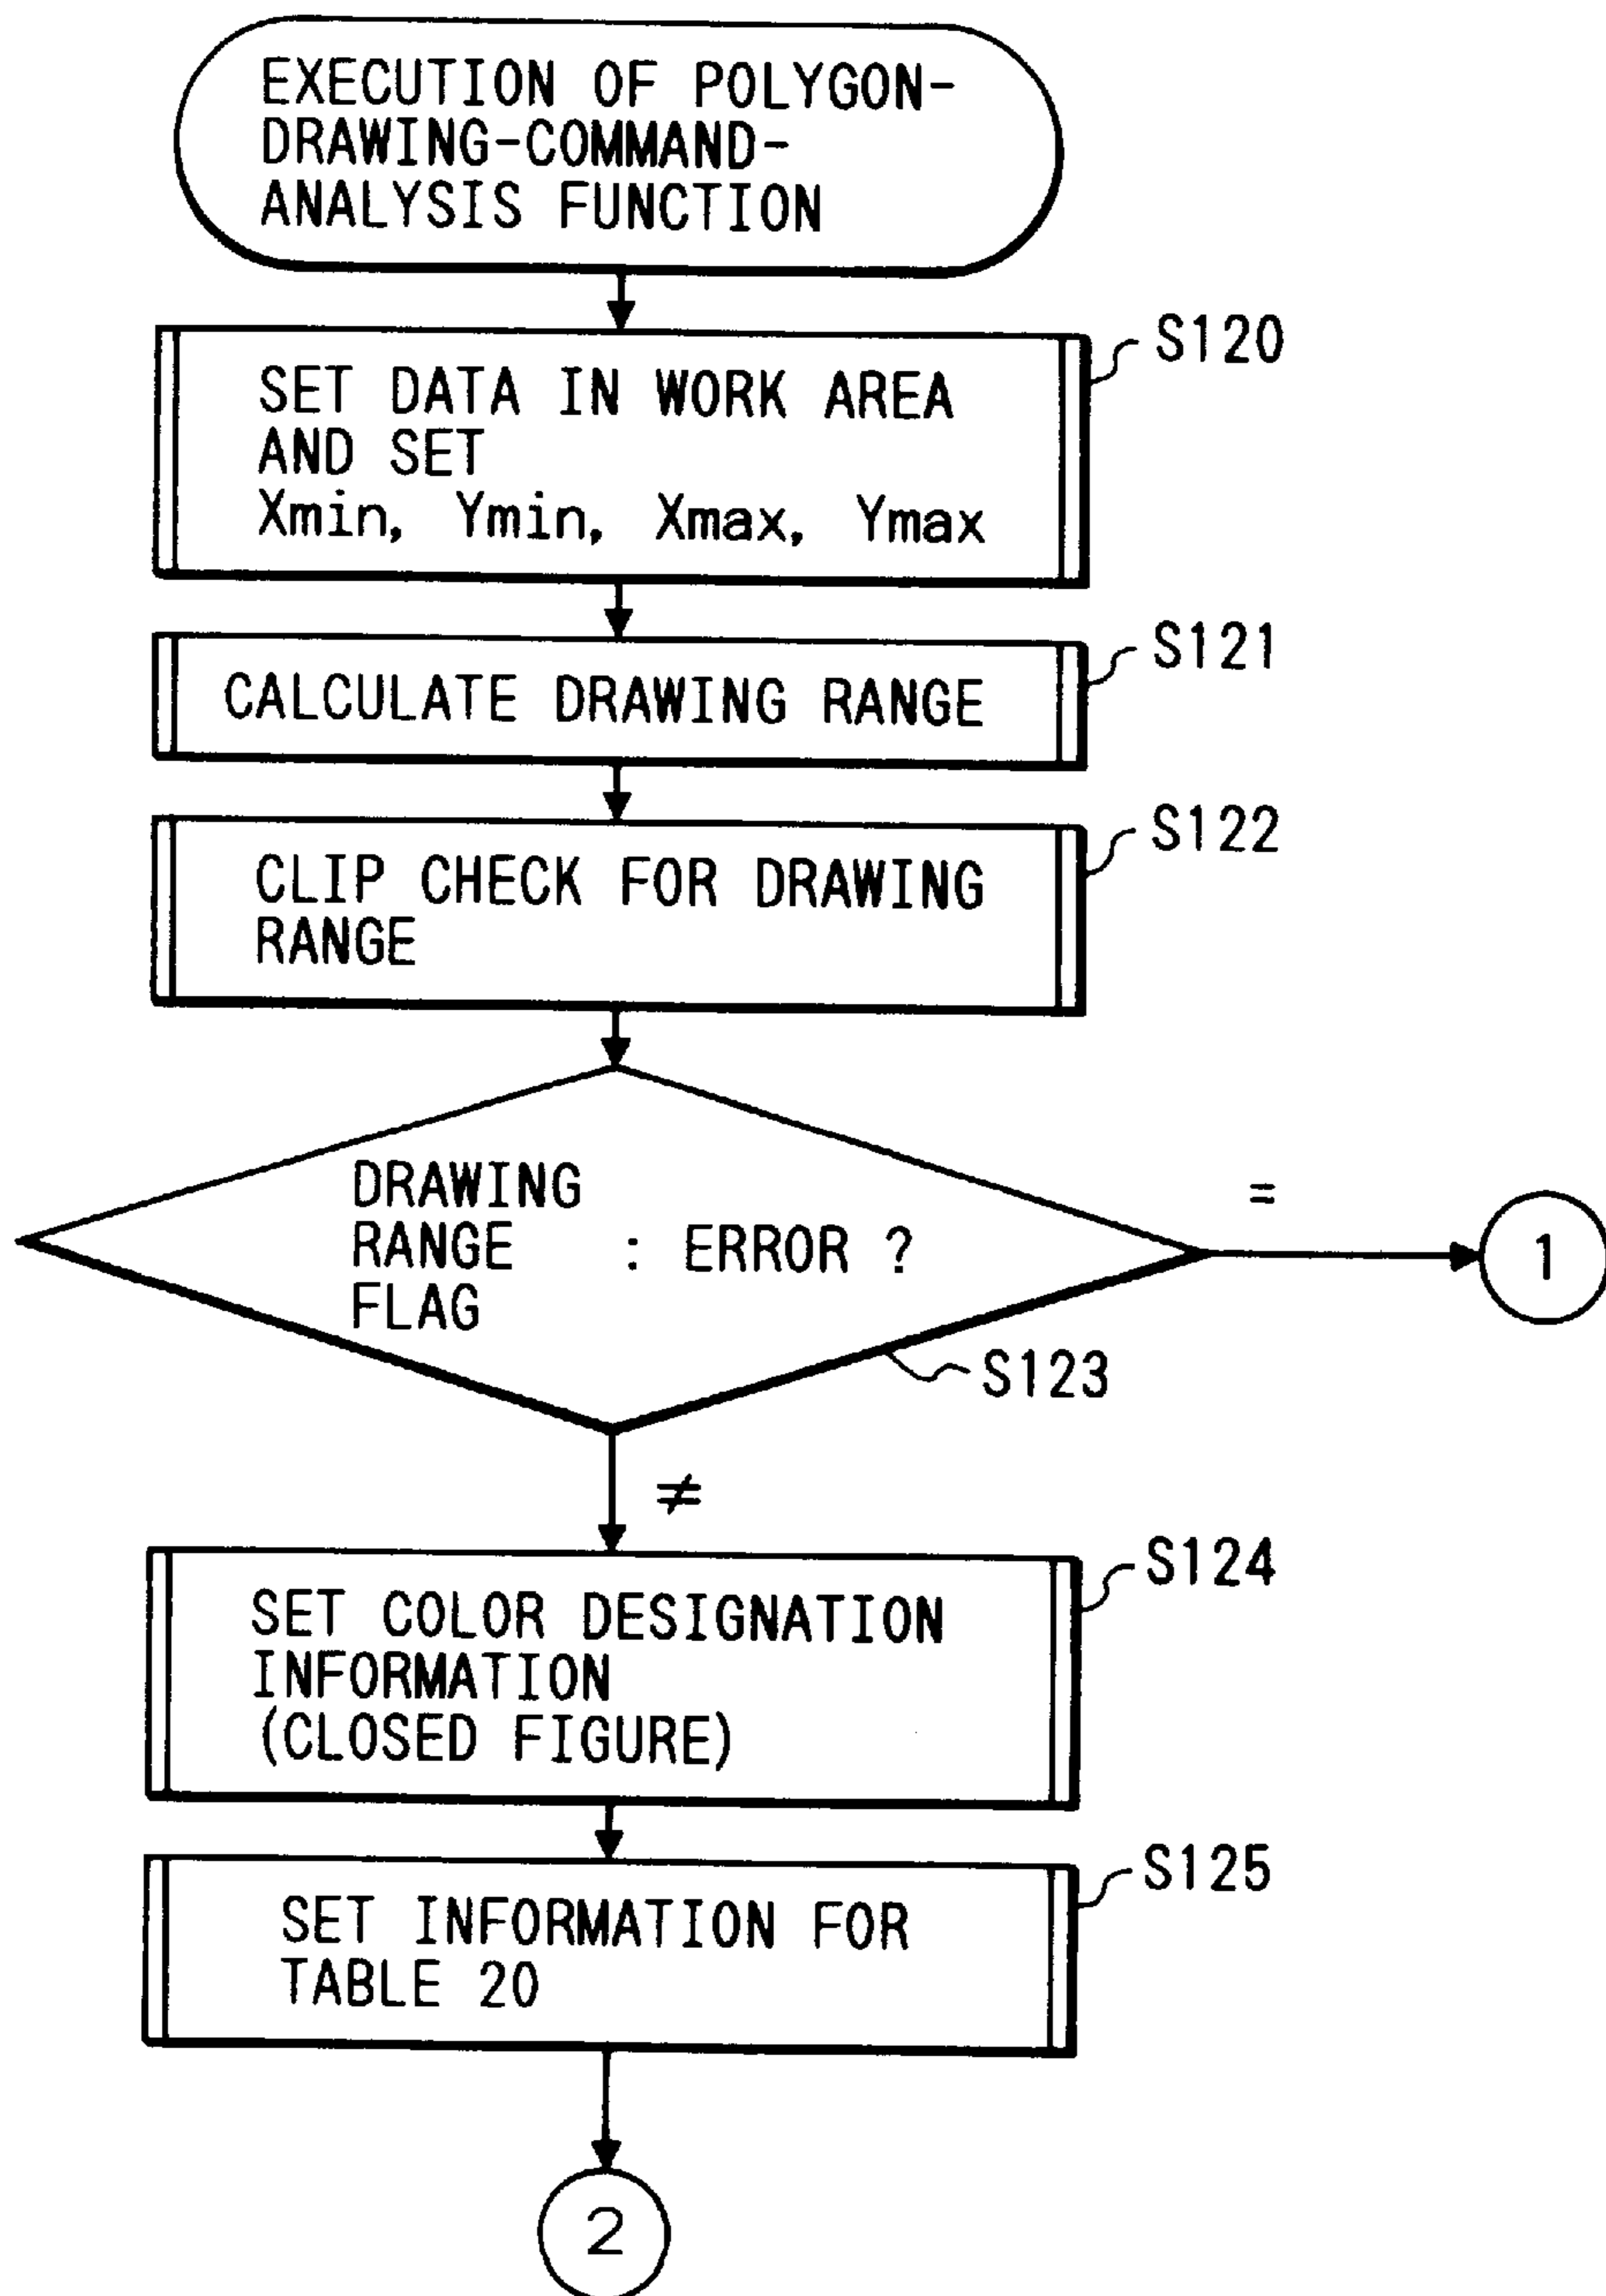 EXECUTION OF POLYGON-
DRAWING-COMMAND-
ANALYSIS FUNCTION
S120
SET DATA IN WORK AREA
AND SET
Xmin, Ymin, Xmax, Ymax
S121
CALCULATE DRAWING RANGE
S122
CLIP CHECK FOR DRAWING
RANGE
DRAWING
RANGE : ERROR ?
FLAG
=
1
S123
≠
S124
SET COLOR DESIGNATION
INFORMATION
(CLOSED FIGURE)
S125
SET INFORMATION FOR
TABLE 20
2